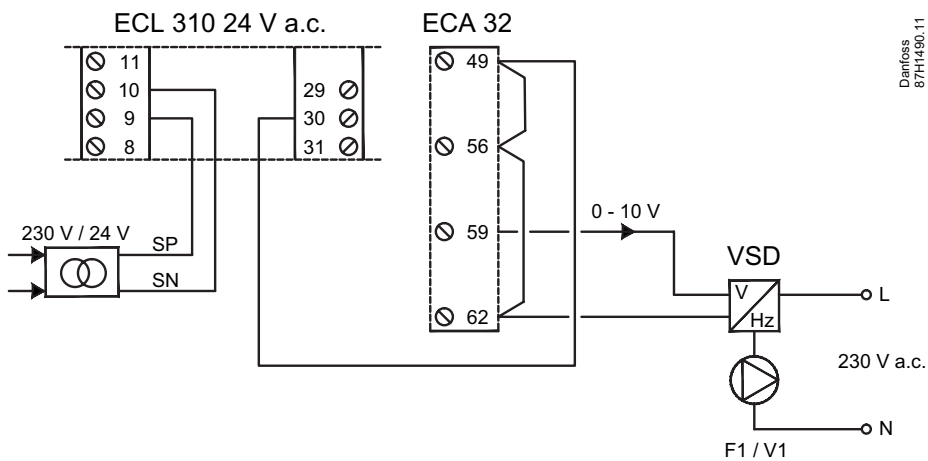 ECL 310 24 V a.c.
ECA 32
Danfoss
87H1490.11
11
10
9
8
29
30
31
49
56
59
62
0 - 10 V
230 V / 24 V
SP
SN
VSD
V
Hz
L
230 V a.c.
N
F1 / V1